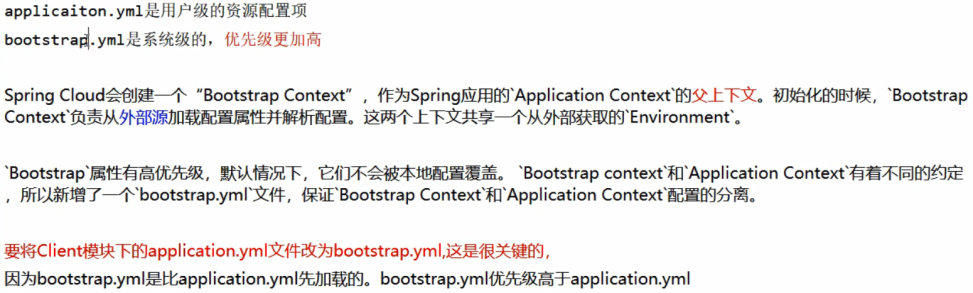 applicaiton.yml是用户级的资源配置项
bootstrap.yml是系统级的，优先级更加高
Spring Cloud会创建一个“Bootstrap Context”，作为Spring应用的`Application Context`的父上下文。初始化的时候，`Bootstrap
Context`负责从外部源加载配置属性并解析配置。这两个上下文共享一个从外部获取的`Environment`。
`Bootstrap`属性有高优先级，默认情况下，它们不会被本地配置覆盖。 `Bootstrap context`和`Application Context`有着不同的约定
，所以新增了一个`bootstrap.yml`文件，保证`Bootstrap Context`和`Application Context`配置的分离。
要将Client模块下的application.yml文件改为bootstrap.yml,这是很关键的，
因为bootstrap.yml是比application.yml先加载的。bootstrap.yml优先级高于application.yml